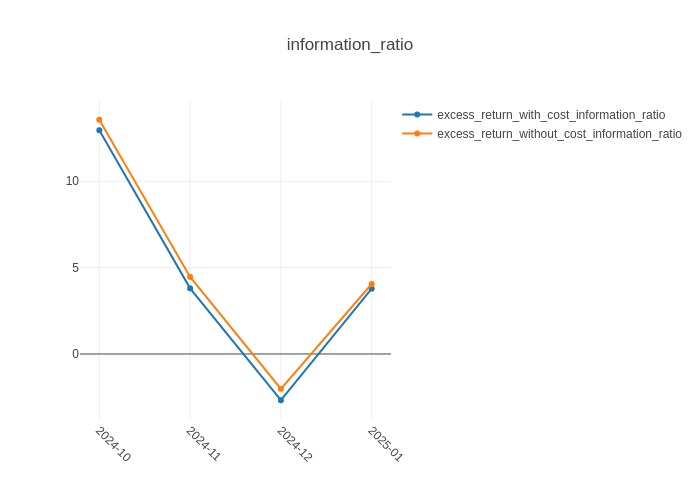 information_ratio
excess_return_with_cost_information_ratio
excess_return_without_cost_information_ratio
10
5
0
2024-10
2024-11
2024-12
2025-01